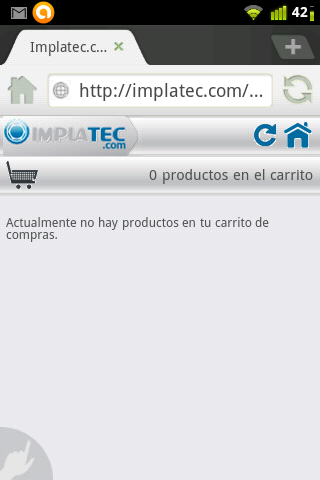 42
Implatec.c...
http://implatec.com/...
IMPLATEC
.com
0 productos en el carrito
Actualmente no hay productos en tu carrito de
compras.